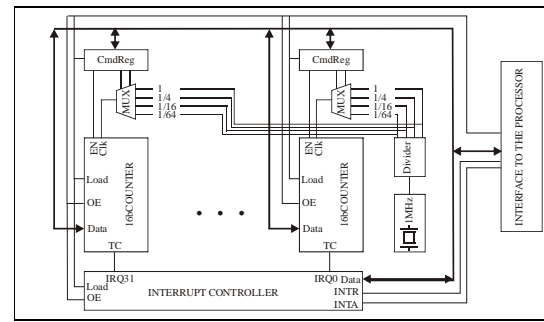 CmdReg
CmdReg
MUX
1
1/4
1/16
1/64
MUX
1
1/4
1/16
1/64
EN
Clk
EN
Clk
Divider
Load
OE
Data
16bCOUNTER
TC
Load
OE
Data
16bCOUNTER
TC
1MHz
INTERFACE TO THE PROCESSOR
IRQ31
IRQ0
Data
Load
OE
INTERRUPT CONTROLLER
INTR
INTA